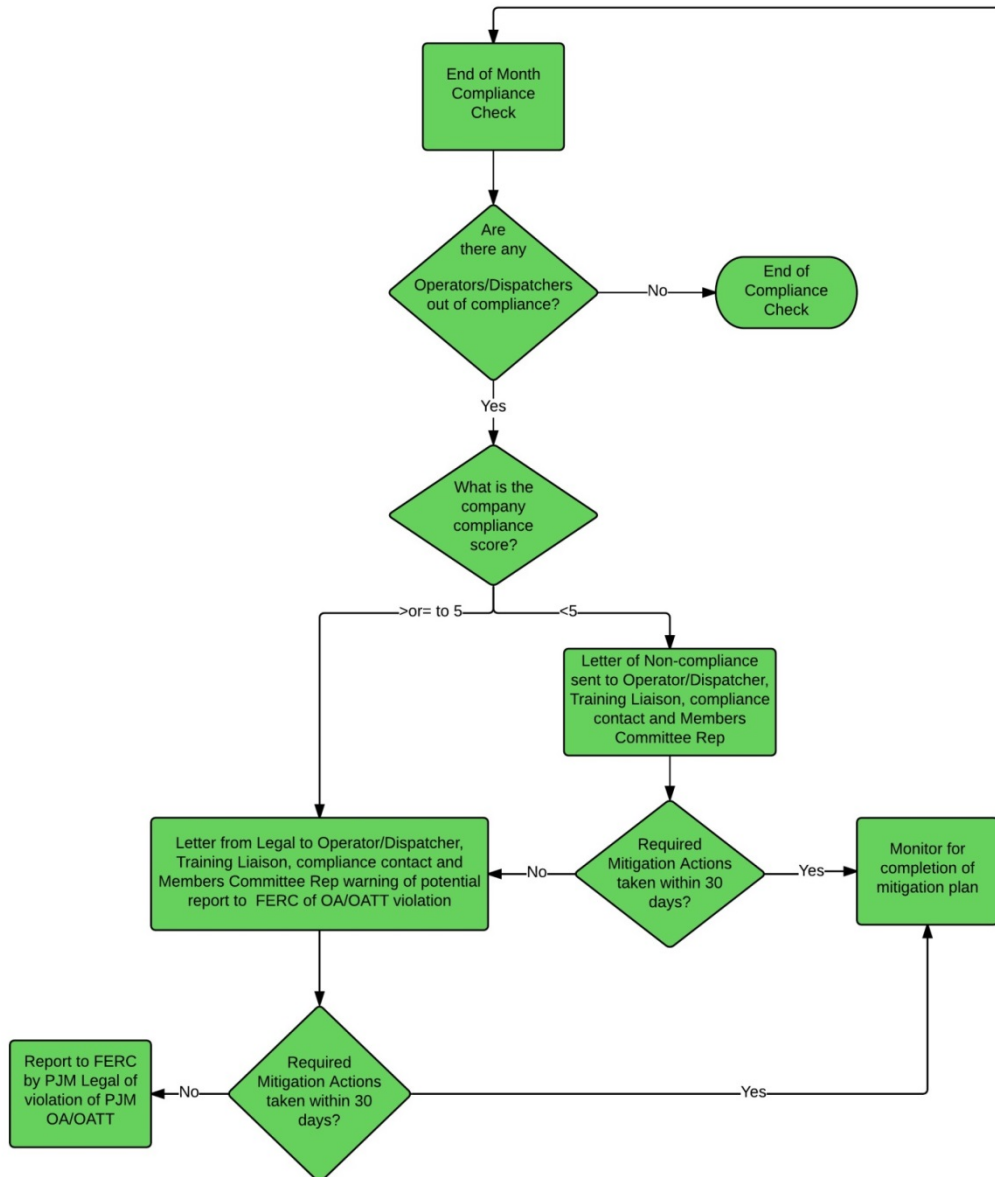 End of Month
Compliance
Check
Are
there any
Operators/Dispatchers
out of compliance?
No
End of
Compliance
Check
Yes
What is the
company
compliance
score?
>or= to 5
<5
Letter of Non-compliance
sent to Operator/Dispatcher,
Training Liaison, compliance
contact and Members
Committee Rep
Letter from Legal to Operator/Dispatcher,
Training Liaison, compliance contact and
Members Committee Rep warning of potential
report to  FERC of OA/OATT violation
No
Required
Mitigation Actions
taken within 30
days?
Yes
Monitor for
completion of
mitigation plan
Report to FERC
by PJM Legal of
violation of PJM
OA/OATT
No
Required
Mitigation Actions
taken within 30
days?
Yes